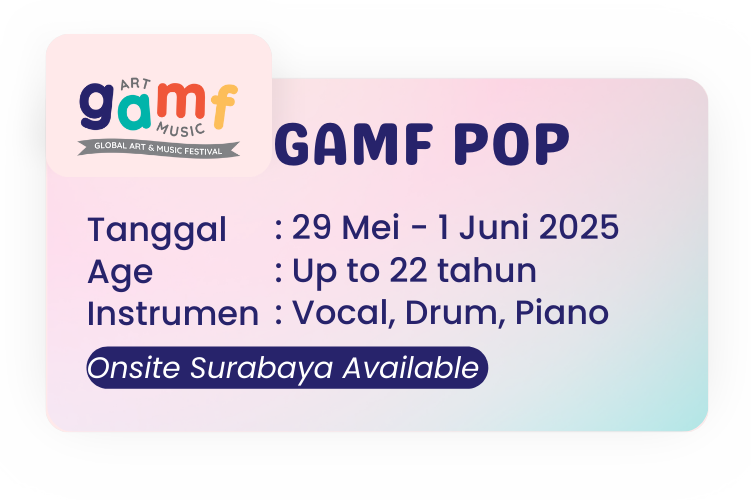 ART
gamf
MUSIC
GLOBAL ART & MUSIC FESTIVAL
GAMF POP
Tanggal : 29 Mei - 1 Juni 2025
Age : Up to 22 tahun
Instrumen : Vocal, Drum, Piano
Onsite Surabaya Available